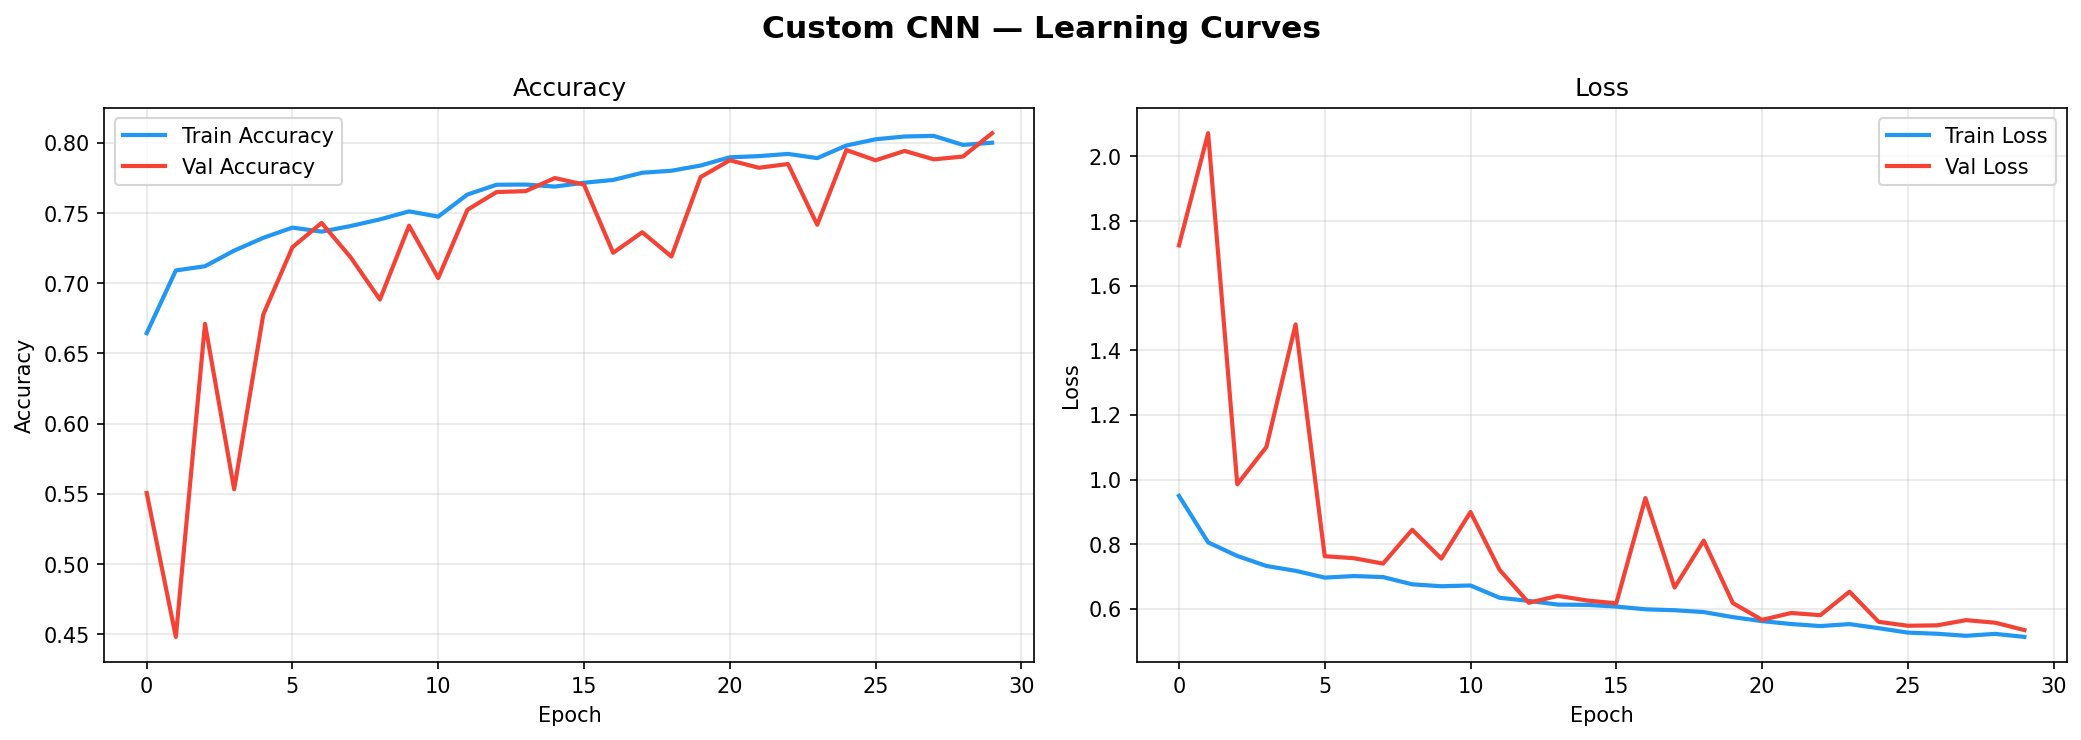 Custom CNN — Learning Curves
Accuracy
Train Accuracy
Val Accuracy
Accuracy
0.80
0.75
0.70
0.65
0.60
0.55
0.50
0.45
0 5 10 15 20 25 30
Epoch
Loss
Train Loss
Val Loss
Loss
2.0
1.8
1.6
1.4
1.2
1.0
0.8
0.6
0 5 10 15 20 25 30
Epoch